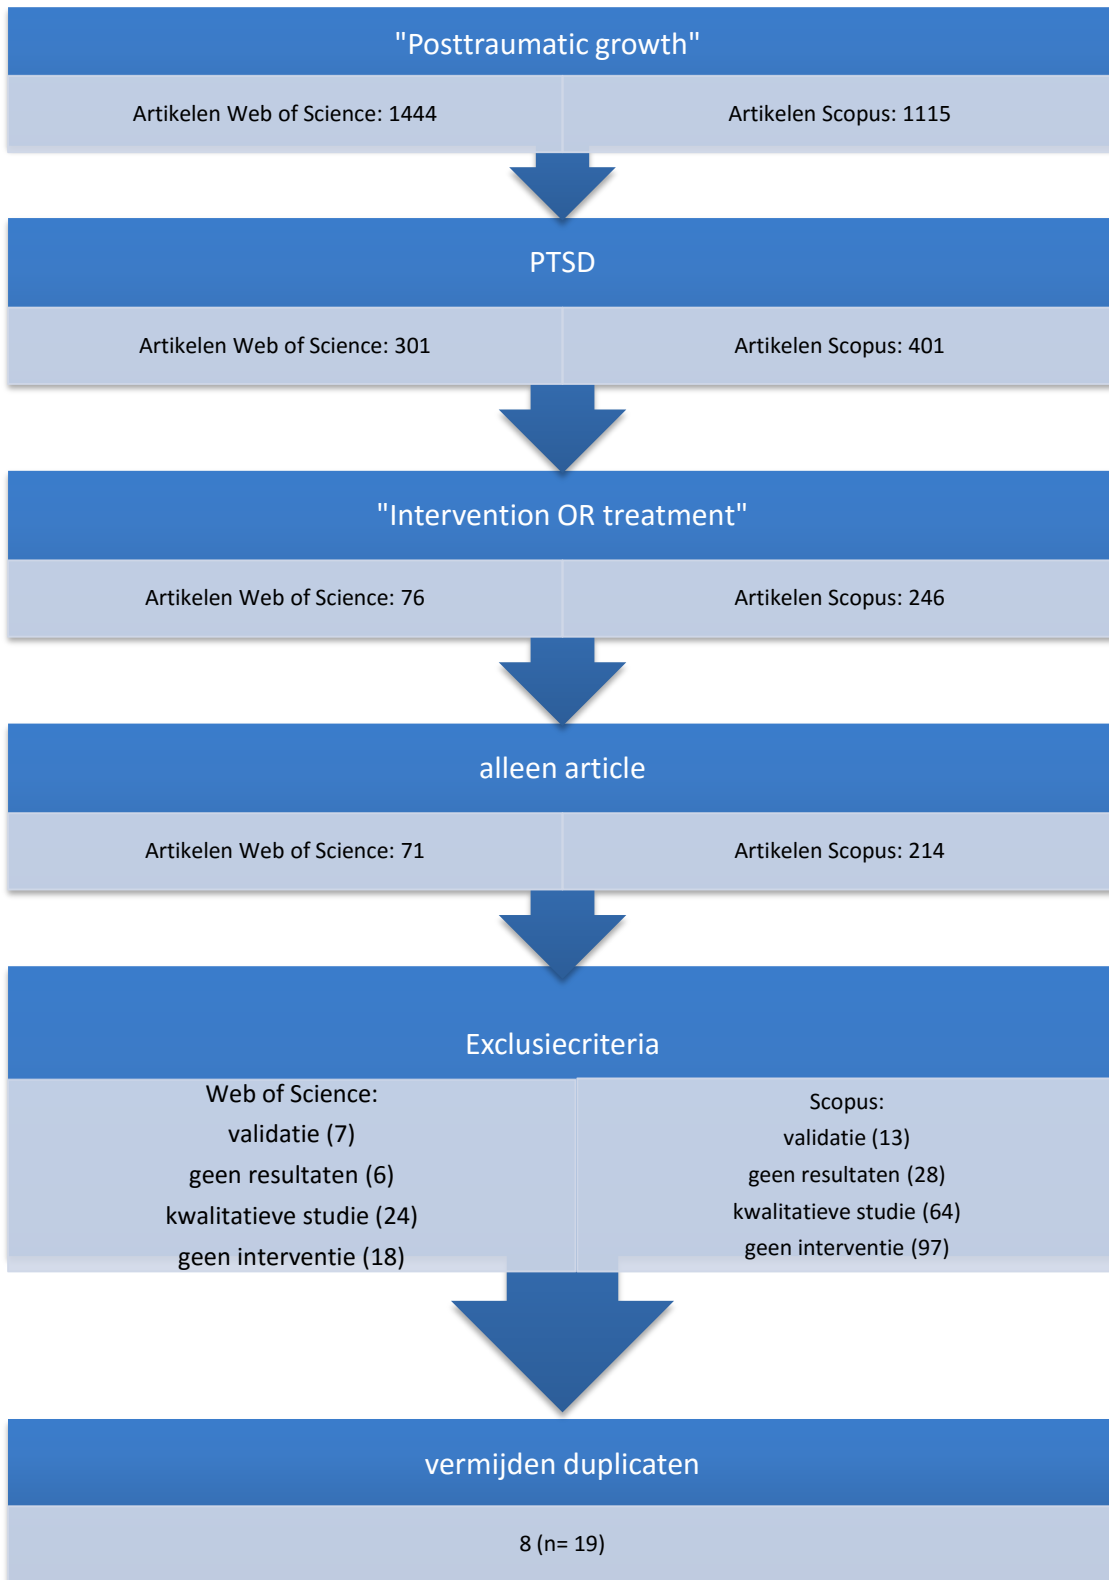 "Posttraumatic growth"
Artikelen Web of Science: 1444
Artikelen Scopus: 1115
PTSD
Artikelen Web of Science: 301
Artikelen Scopus: 401
"Intervention OR treatment"
Artikelen Web of Science: 76
Artikelen Scopus: 246
alleen article
Artikelen Web of Science: 71
Artikelen Scopus: 214
Exclusiecriteria
Web of Science:
validatie (7)
geen resultaten (6)
kwalitatieve studie (24)
geen interventie (18)
Scopus:
validatie (13)
geen resultaten (28)
kwalitatieve studie (64)
geen interventie (97)
vermijden duplicaten
8 (n= 19)